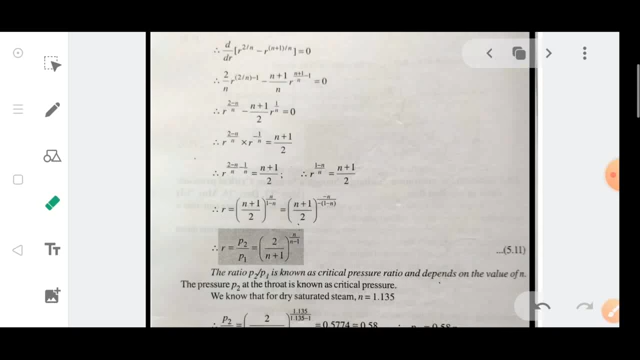 ∴ d/dr [r^(2/n) − r^((n+1)/n)] = 0
∴ 2/n r^((2/n)−1) − (n+1)/n r^((n+1)/n −1) = 0
∴ r^((2−n)/n) − (n+1)/2 r^(1/n) = 0
∴ r^((2−n)/n) × r^(−1/n) = (n+1)/2
∴ r^((2−n)/n − 1/n) = (n+1)/2 ; ∴ r^((1−n)/n) = (n+1)/2
∴ r = ((n+1)/2)^(n/(1−n)) = ((n+1)/2)^(−n/−(1−n))
∴ r = p₂/p₁ = (2/(n+1))^(n/(n−1)) ...(5.11)
The ratio p₂/p₁ is known as critical pressure ratio and depends on the value of n.
The pressure p₂ at the throat is known as critical pressure.
We know that for dry saturated steam, n = 1.135
∴ p₂ = ( 2 )^(1.135/(1.135−1)) = 0.5774 = 0.58
Tt